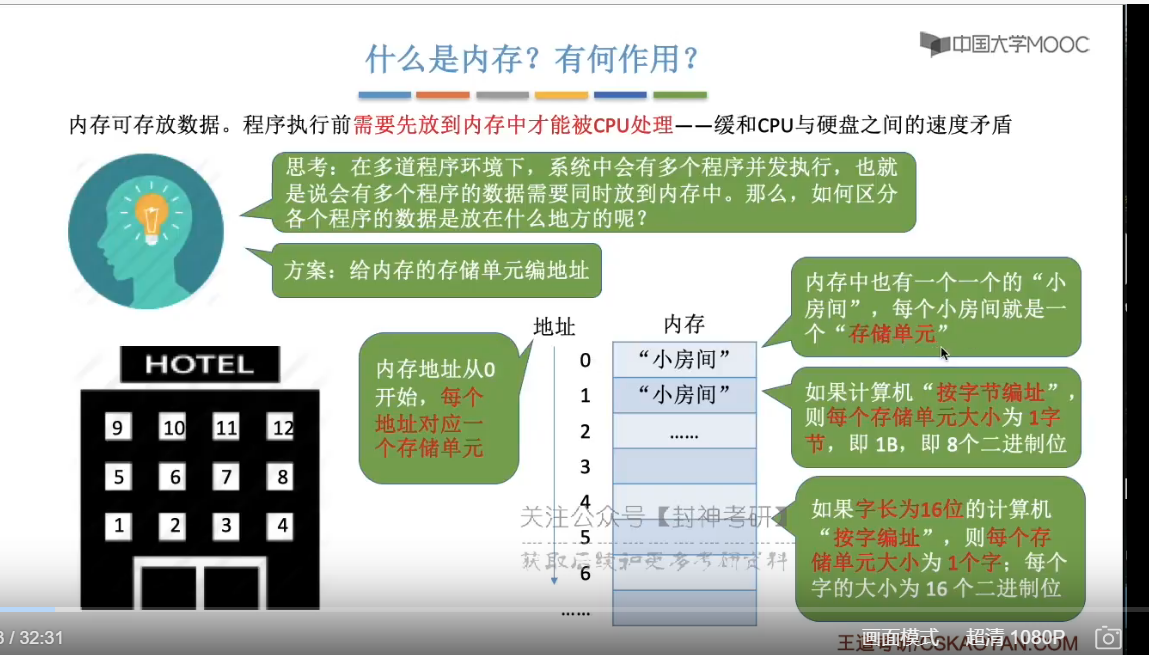 中国大学MOOC
什么是内存？有何作用？
内存可存放数据。程序执行前需要先放到内存中才能被CPU处理——缓和CPU与硬盘之间的速度矛盾
思考：在多道程序环境下，系统中会有多个程序并发执行，也就
是说会有多个程序的数据需要同时放到内存中。那么，如何区分
各个程序的数据是放在什么地方的呢？
方案：给内存的存储单元编地址
内存中也有一个一个的“小
房间”，每个小房间就是一
个“存储单元”
地址
内存
0
“小房间”
1
“小房间”
2
……
3
4
5
6
……
内存地址从0
开始，每个
地址对应一
个存储单元
如果计算机“按字节编址”，
则每个存储单元大小为 1字
节，即 1B，即 8个二进制位
如果字长为16位的计算机
“按字编址”，则每个存
储单元大小为 1个字；每个
字的大小为 16 个二进制位
HOTEL
9 10 11 12
5 6 7 8
1 2 3 4
关注公众号【封神考研】
获取后续和更多考研资料
3 / 32:31
画面模式 超清 1080P
王道考研/CSKAOYAN.COM